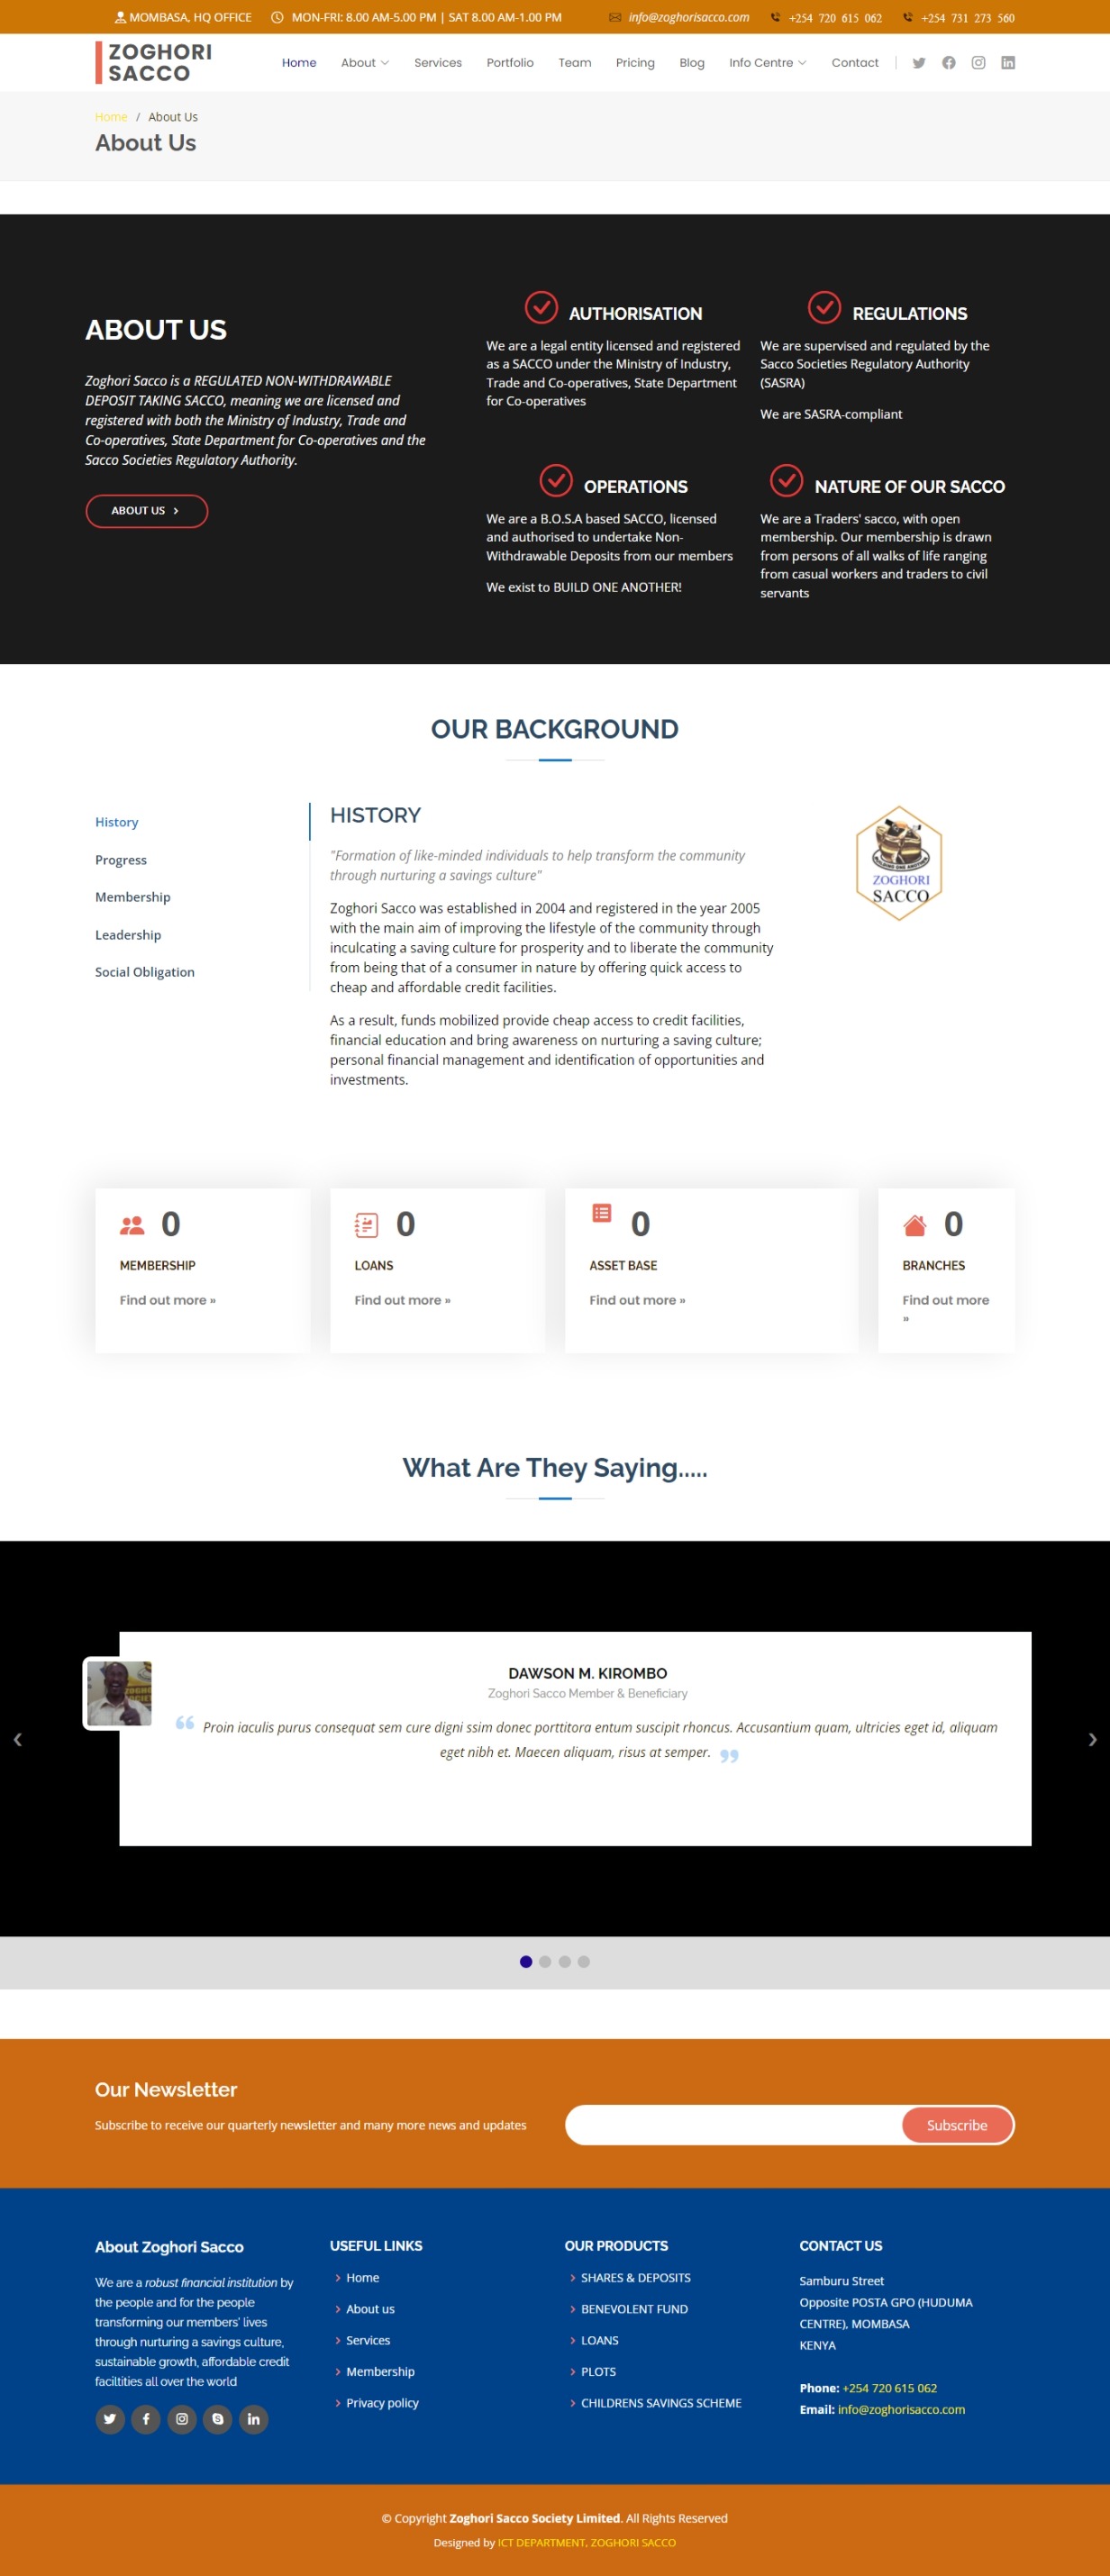 MOMBASA, HQ OFFICE MON-FRI: 8.00 AM-5.00 PM | SAT 8.00 AM-1.00 PM info@zoghorisacco.com +254 720 615 062 +254 731 273 560
ZOGHORI
SACCO
Home About Services Portfolio Team Pricing Blog Info Centre Contact
Home / About Us
About Us
ABOUT US
Zoghori Sacco is a REGULATED NON-WITHDRAWABLE
DEPOSIT TAKING SACCO, meaning we are licensed and
registered with both the Ministry of Industry, Trade and
Co-operatives, State Department for Co-operatives and the
Sacco Societies Regulatory Authority.
ABOUT US
AUTHORISATION
We are a legal entity licensed and registered
as a SACCO under the Ministry of Industry,
Trade and Co-operatives, State Department
for Co-operatives
REGULATIONS
We are supervised and regulated by the
Sacco Societies Regulatory Authority
(SASRA)
We are SASRA-compliant
OPERATIONS
We are a B.O.S.A based SACCO, licensed
and authorised to undertake Non-
Withdrawable Deposits from our members
We exist to BUILD ONE ANOTHER!
NATURE OF OUR SACCO
We are a Traders' sacco, with open
membership. Our membership is drawn
from persons of all walks of life ranging
from casual workers and traders to civil
servants
OUR BACKGROUND
History
Progress
Membership
Leadership
Social Obligation
HISTORY
"Formation of like-minded individuals to help transform the community
through nurturing a savings culture"
Zoghori Sacco was established in 2004 and registered in the year 2005
with the main aim of improving the lifestyle of the community through
inculcating a saving culture for prosperity and to liberate the community
from being that of a consumer in nature by offering quick access to
cheap and affordable credit facilities.
As a result, funds mobilized provide cheap access to credit facilities,
financial education and bring awareness on nurturing a saving culture;
personal financial management and identification of opportunities and
investments.
BUILDING ONE ANOTHER
ZOGHORI
SACCO
0
MEMBERSHIP
Find out more »
0
LOANS
Find out more »
0
ASSET BASE
Find out more »
0
BRANCHES
Find out more
»
What Are They Saying.....
DAWSON M. KIROMBO
Zoghori Sacco Member & Beneficiary
Proin iaculis purus consequat sem cure digni ssim donec porttitora entum suscipit rhoncus. Accusantium quam, ultricies eget id, aliquam
eget nibh et. Maecen aliquam, risus at semper.
Our Newsletter
Subscribe to receive our quarterly newsletter and many more news and updates
Subscribe
About Zoghori Sacco
We are a robust financial institution by
the people and for the people
transforming our members' lives
through nurturing a savings culture,
sustainable growth, affordable credit
faciltities all over the world
USEFUL LINKS
Home
About us
Services
Membership
Privacy policy
OUR PRODUCTS
SHARES & DEPOSITS
BENEVOLENT FUND
LOANS
PLOTS
CHILDRENS SAVINGS SCHEME
CONTACT US
Samburu Street
Opposite POSTA GPO (HUDUMA
CENTRE), MOMBASA
KENYA
Phone: +254 720 615 062
Email: info@zoghorisacco.com
© Copyright Zoghori Sacco Society Limited. All Rights Reserved
Designed by ICT DEPARTMENT, ZOGHORI SACCO